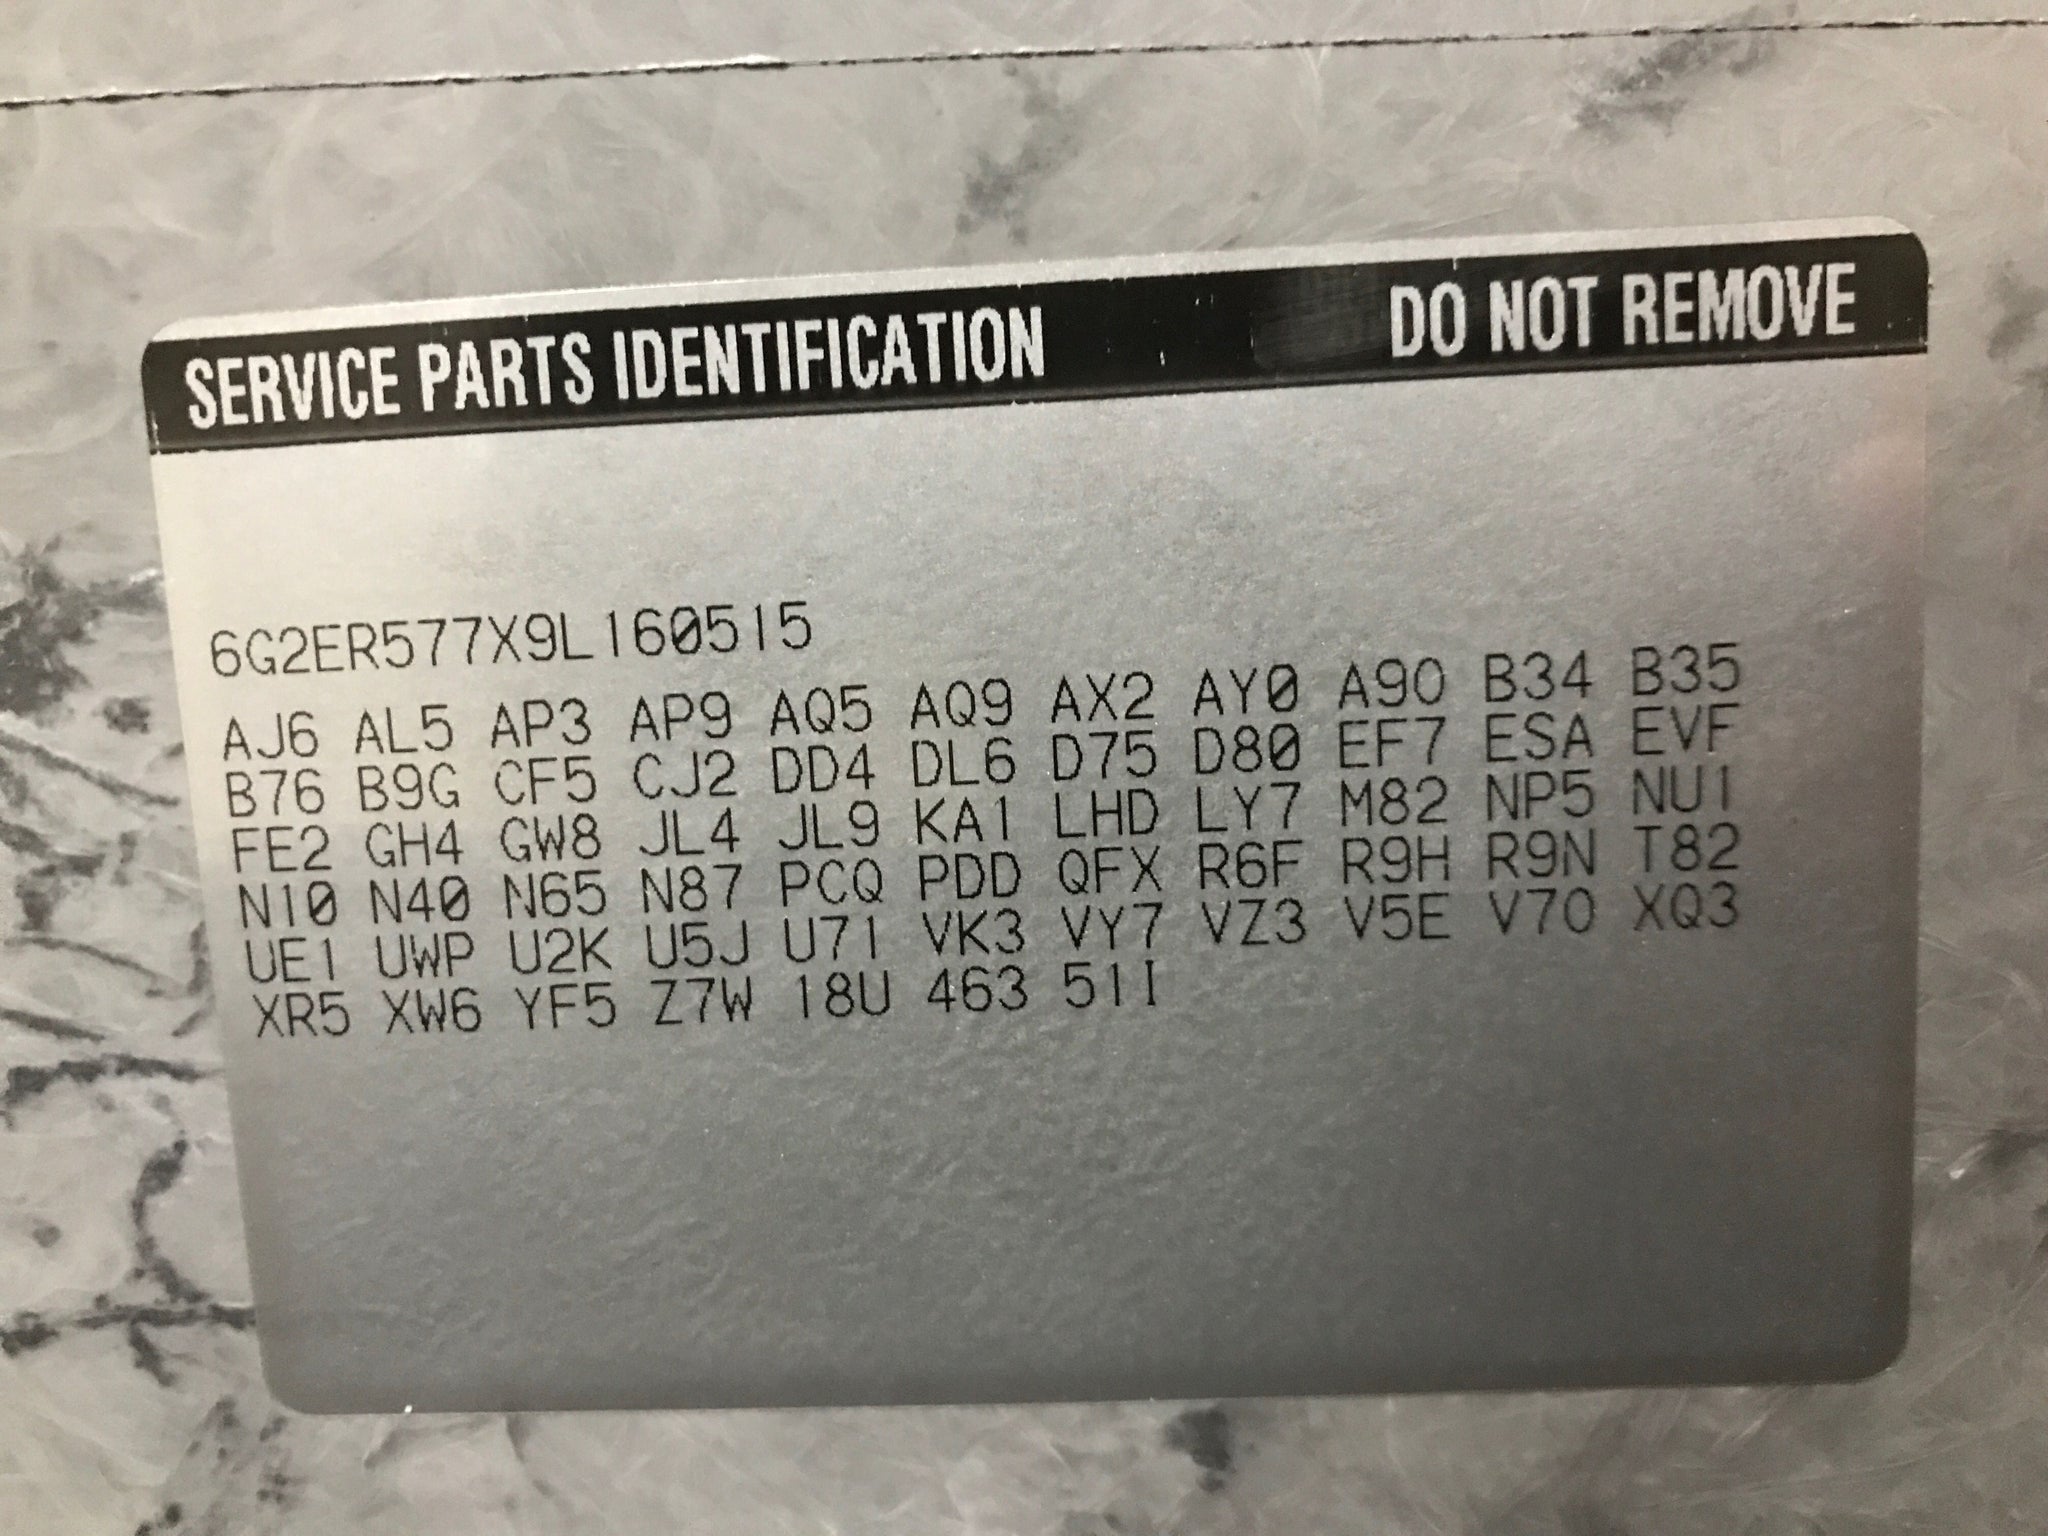 SERVICE PARTS IDENTIFICATION DO NOT REMOVE
6G2ER577X9L160515
AJ6 AL5 AP3 AP9 AQ5 AQ9 AX2 AY0 A90 B34 B35
B76 B9G CF5 CJ2 DD4 DL6 D75 D80 EF7 ESA EVF
FE2 GH4 GW8 JL4 JL9 KA1 LHD LY7 M82 NP5 NU1
N10 N40 N65 N87 PCQ PDD QFX R6F R9H R9N T82
UE1 UWP U2K U5J U71 VK3 VY7 VZ3 V5E V70 XQ3
XR5 XW6 YF5 Z7W 18U 463 51I